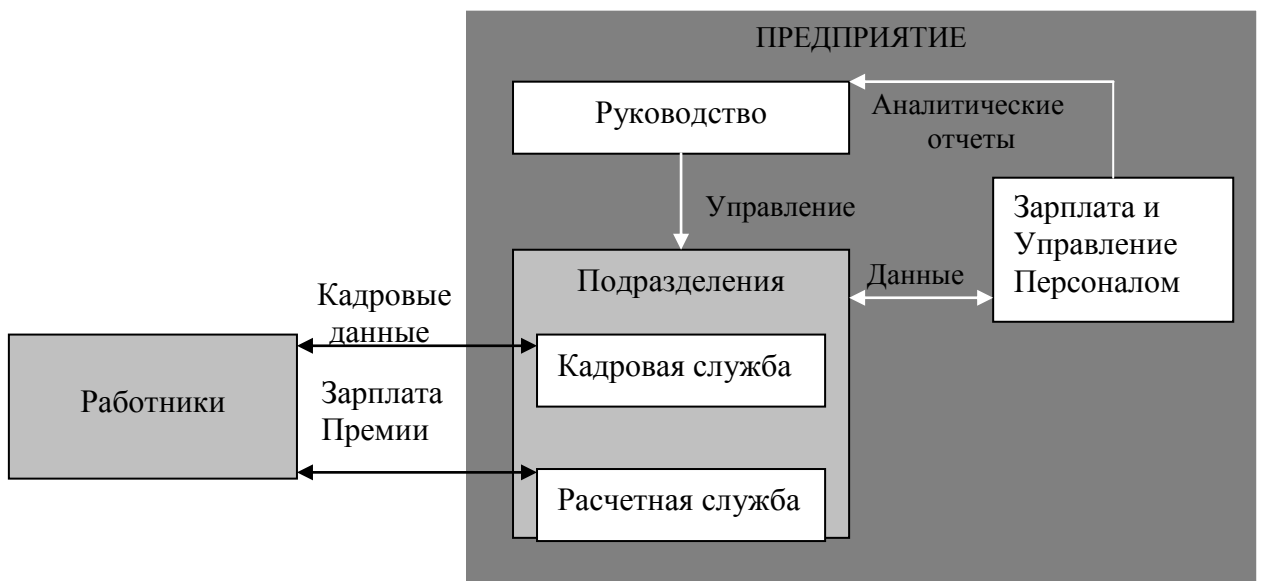 ПРЕДПРИЯТИЕ
Руководство
Аналитические
отчеты
Управление
Зарплата и
Управление
Персоналом
Подразделения
Данные
Кадровые
данные
Кадровая служба
Работники
Зарплата
Премии
Расчетная служба